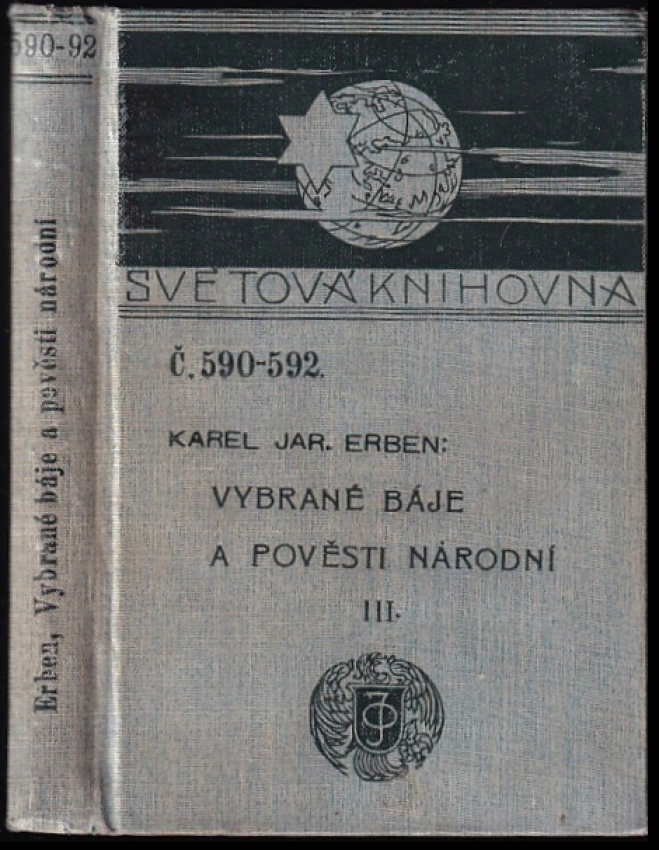 590-92
Erben, Vybrané báje a pověsti národní
SVĚTOVÁ KNIHOVNA
Č. 590-592.
KAREL JAR. ERBEN:
VYBRANÉ BÁJE
A POVĚSTI NÁRODNÍ
III.